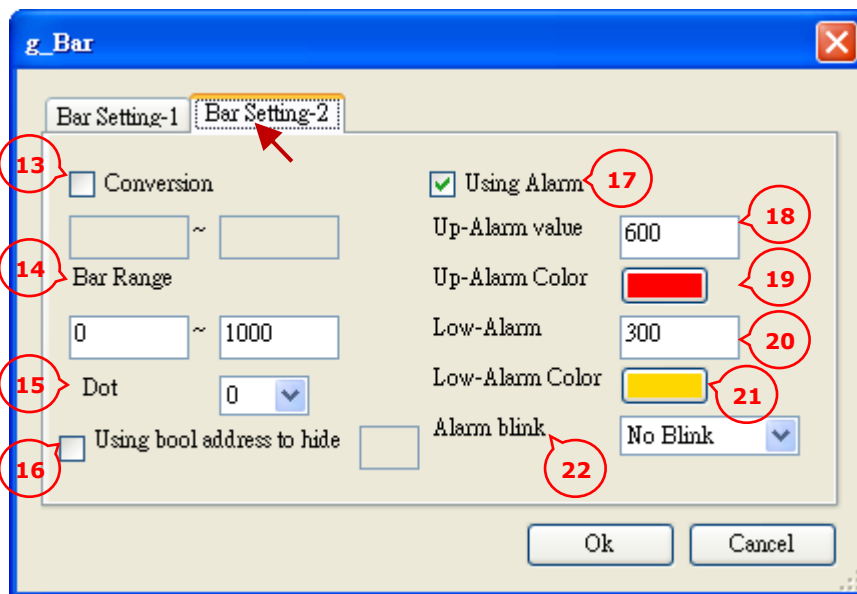 g_Bar
Bar Setting-1 Bar Setting-2
13 Conversion
~
14 Bar Range
0 ~ 1000
15 Dot 0
16 Using bool address to hide
Using Alarm 17
Up-Alarm value 600 18
Up-Alarm Color 19
Low-Alarm 300 20
Low-Alarm Color 21
Alarm blink 22 No Blink
Ok Cancel